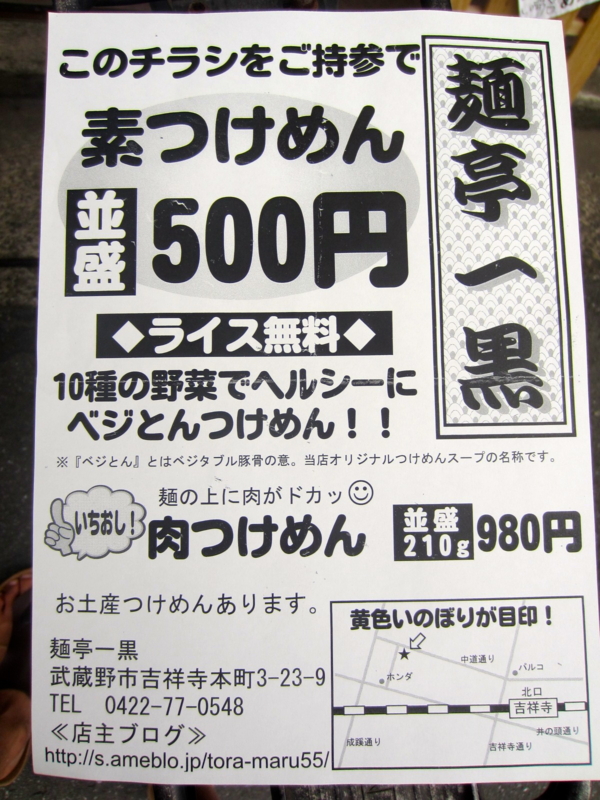 このチラシをご持参で
素つけめん
並盛 500円
◆ライス無料◆
10種の野菜でヘルシーに
ベジとんつけめん！！
※『ベジとん』とはベジタブル豚骨の意。当店オリジナルつけめんスープの名称です。
麺亭一黒
いちおし！
麺の上に肉がドカッ
肉つけめん
並盛 210g 980円
お土産つけめんあります。
麺亭一黒
武蔵野市吉祥寺本町3-23-9
TEL 0422-77-0548
≪店主ブログ≫
http://s.ameblo.jp/tora-maru55/
黄色いのぼりが目印！
★
中道通り
パルコ
ホンダ
北口
吉祥寺
井の頭通り
成蹊通り
吉祥寺通り